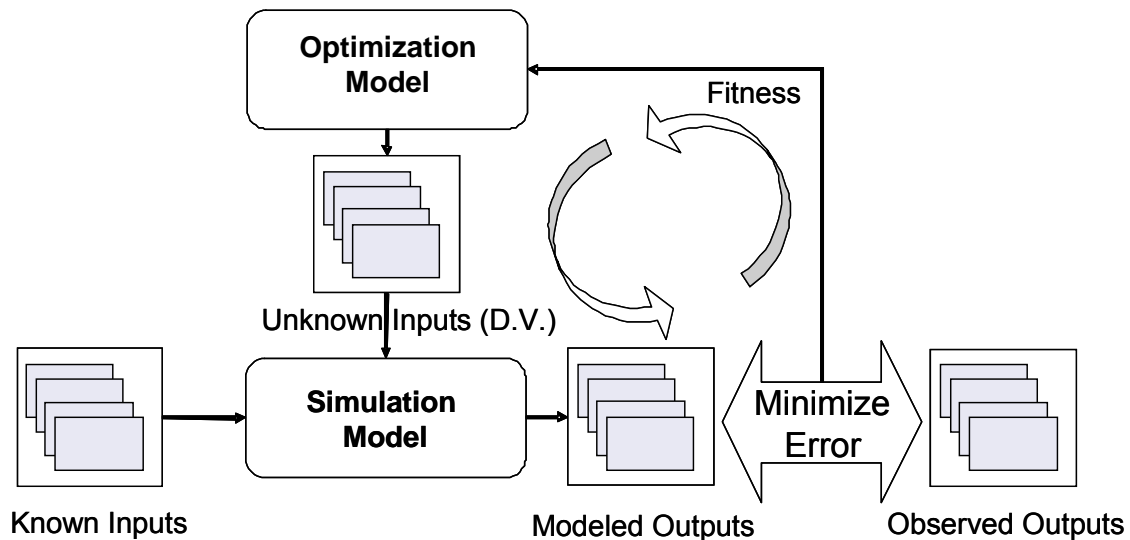 Optimization
Model
Fitness
Unknown Inputs (D.V.)
Simulation
Model
Minimize
Error
Known Inputs
Modeled Outputs
Observed Outputs